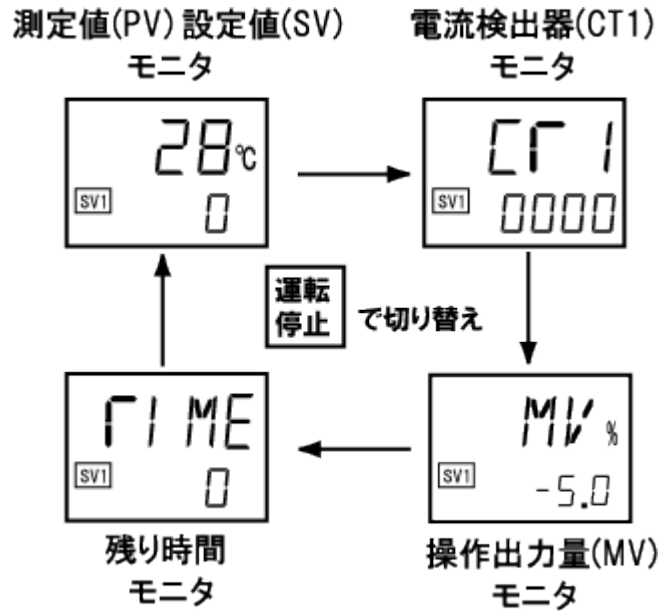 測定値(PV) 設定値(SV)
モニタ
電流検出器(CT1)
モニタ
28℃
SV1
0
CT1
SV1
0000
運転
停止
で切り替え
TIME
SV1
0
MV %
SV1
-5.0
残り時間
モニタ
操作出力量(MV)
モニタ